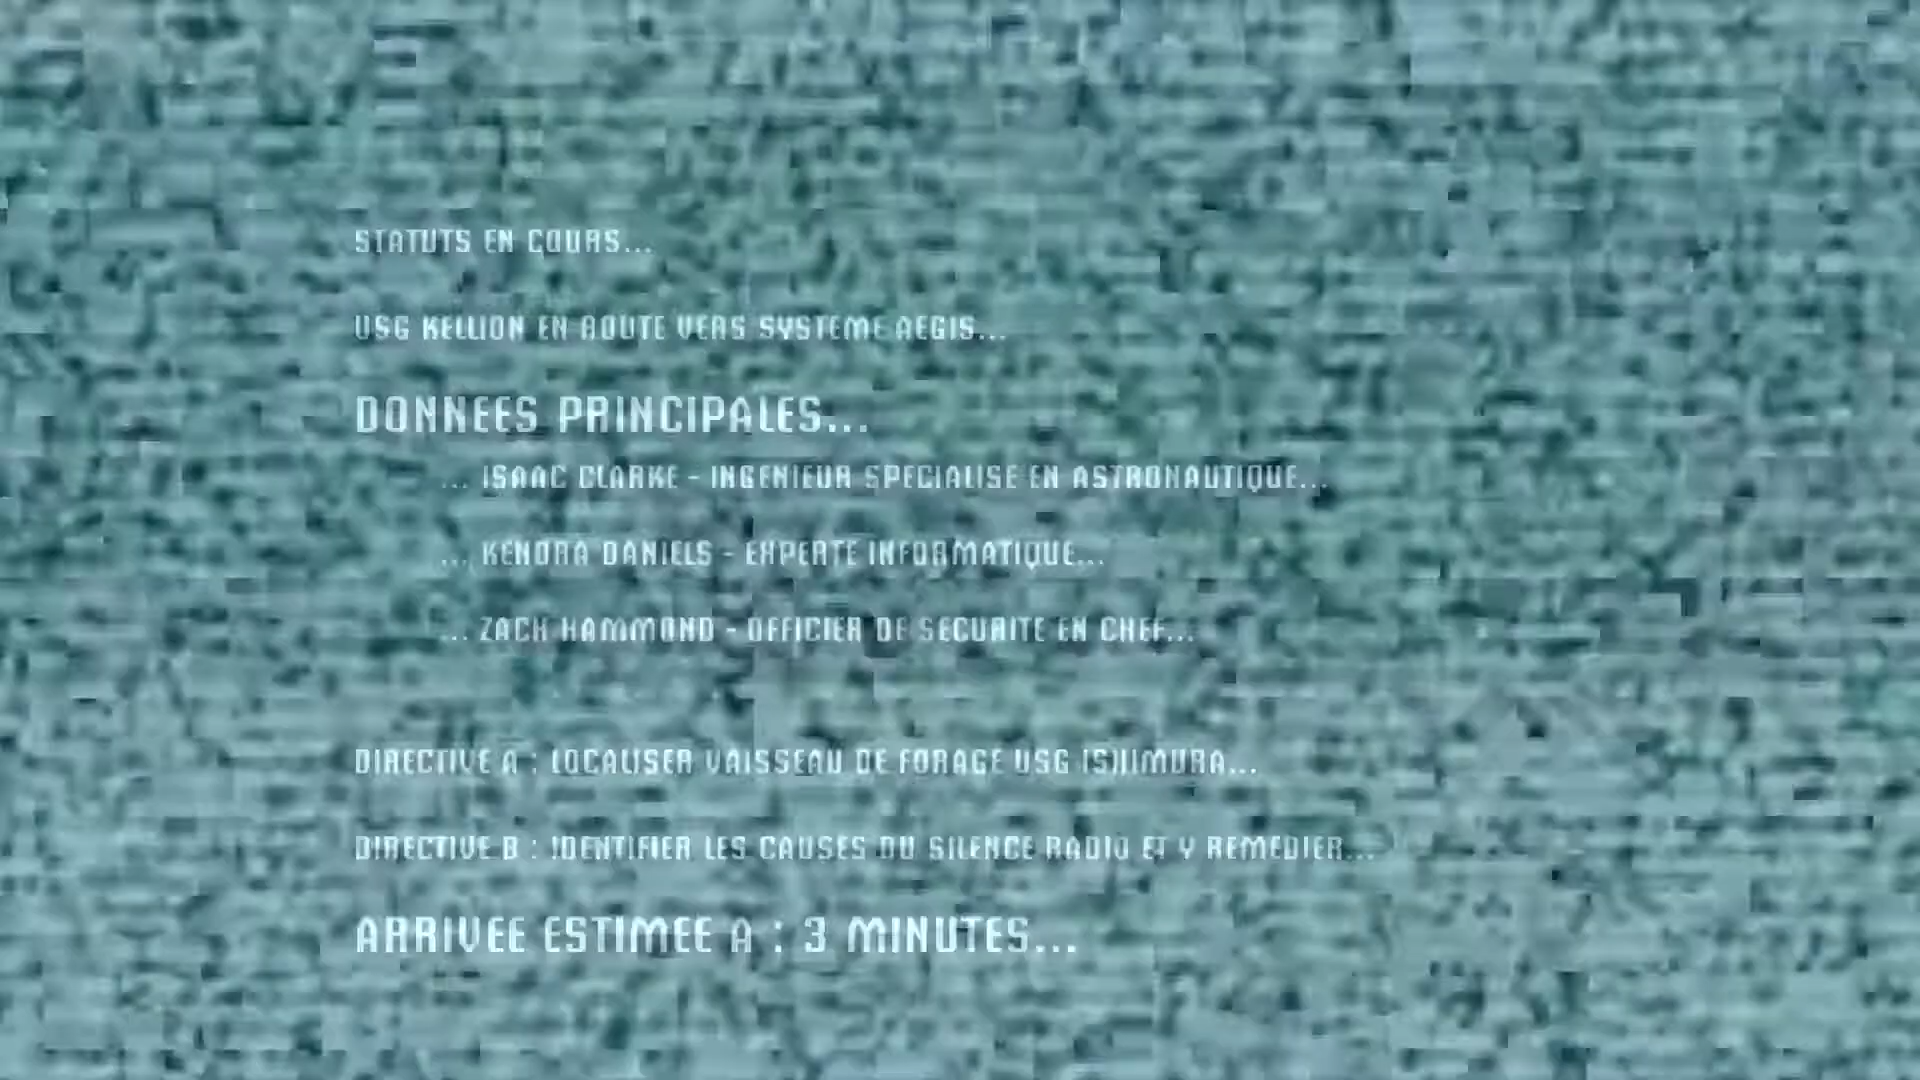 STATUTS EN COURS...
USG KELLION EN ROUTE VERS SYSTEME AEGIS...
DONNEES PRINCIPALES...
... ISAAC CLARKE - INGENIEUR SPECIALISE EN ASTRONAUTIQUE...
... KENDRA DANIELS - EXPERTE INFORMATIQUE...
... ZACH HAMMOND - OFFICIER DE SECURITE EN CHEF...
DIRECTIVE A : LOCALISER VAISSEAU DE FORAGE USG ISHIMURA...
DIRECTIVE B : IDENTIFIER LES CAUSES DU SILENCE RADIO ET Y REMEDIER...
ARRIVEE ESTIMEE A : 3 MINUTES...